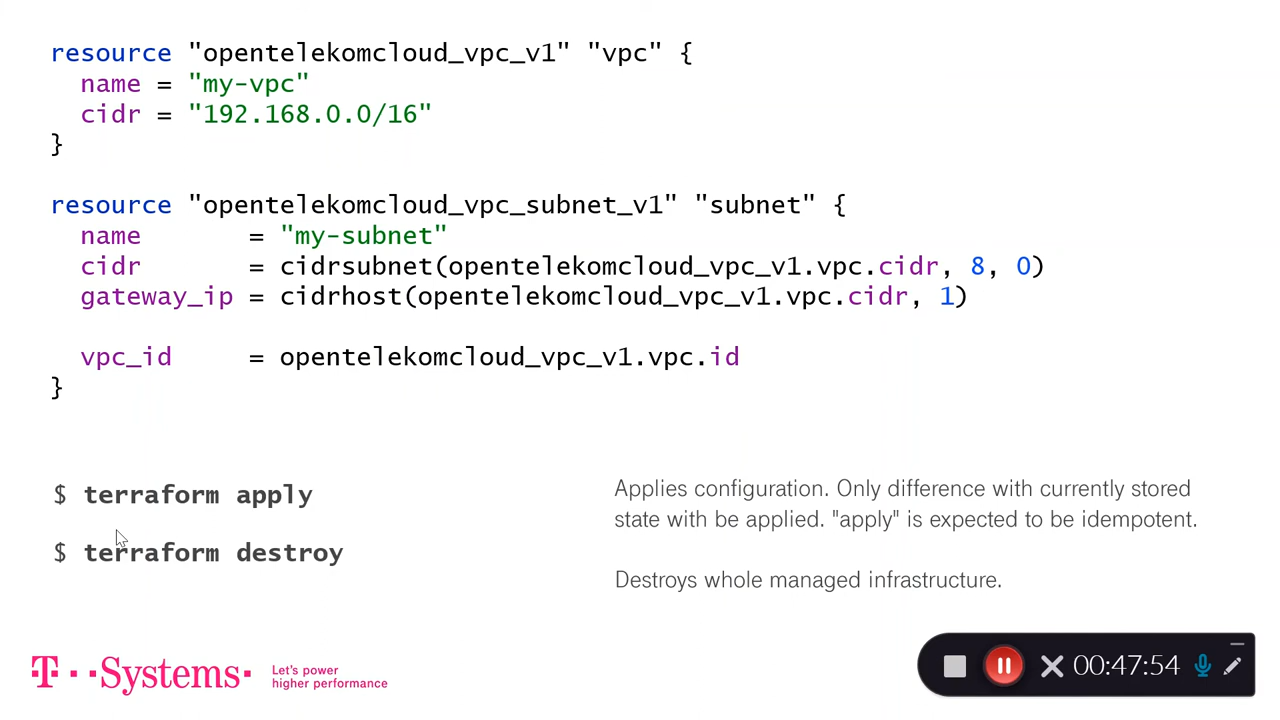 resource "opentelekomcloud_vpc_v1" "vpc" {
  name = "my-vpc"
  cidr = "192.168.0.0/16"
}
resource "opentelekomcloud_vpc_subnet_v1" "subnet" {
  name       = "my-subnet"
  cidr       = cidrsubnet(opentelekomcloud_vpc_v1.vpc.cidr, 8, 0)
  gateway_ip = cidrhost(opentelekomcloud_vpc_v1.vpc.cidr, 1)
  vpc_id     = opentelekomcloud_vpc_v1.vpc.id
}
$ terraform apply
$ terraform destroy
Applies configuration. Only difference with currently stored
state with be applied. "apply" is expected to be idempotent.
Destroys whole managed infrastructure.
T··Systems·
Let's power
higher performance
00:47:54